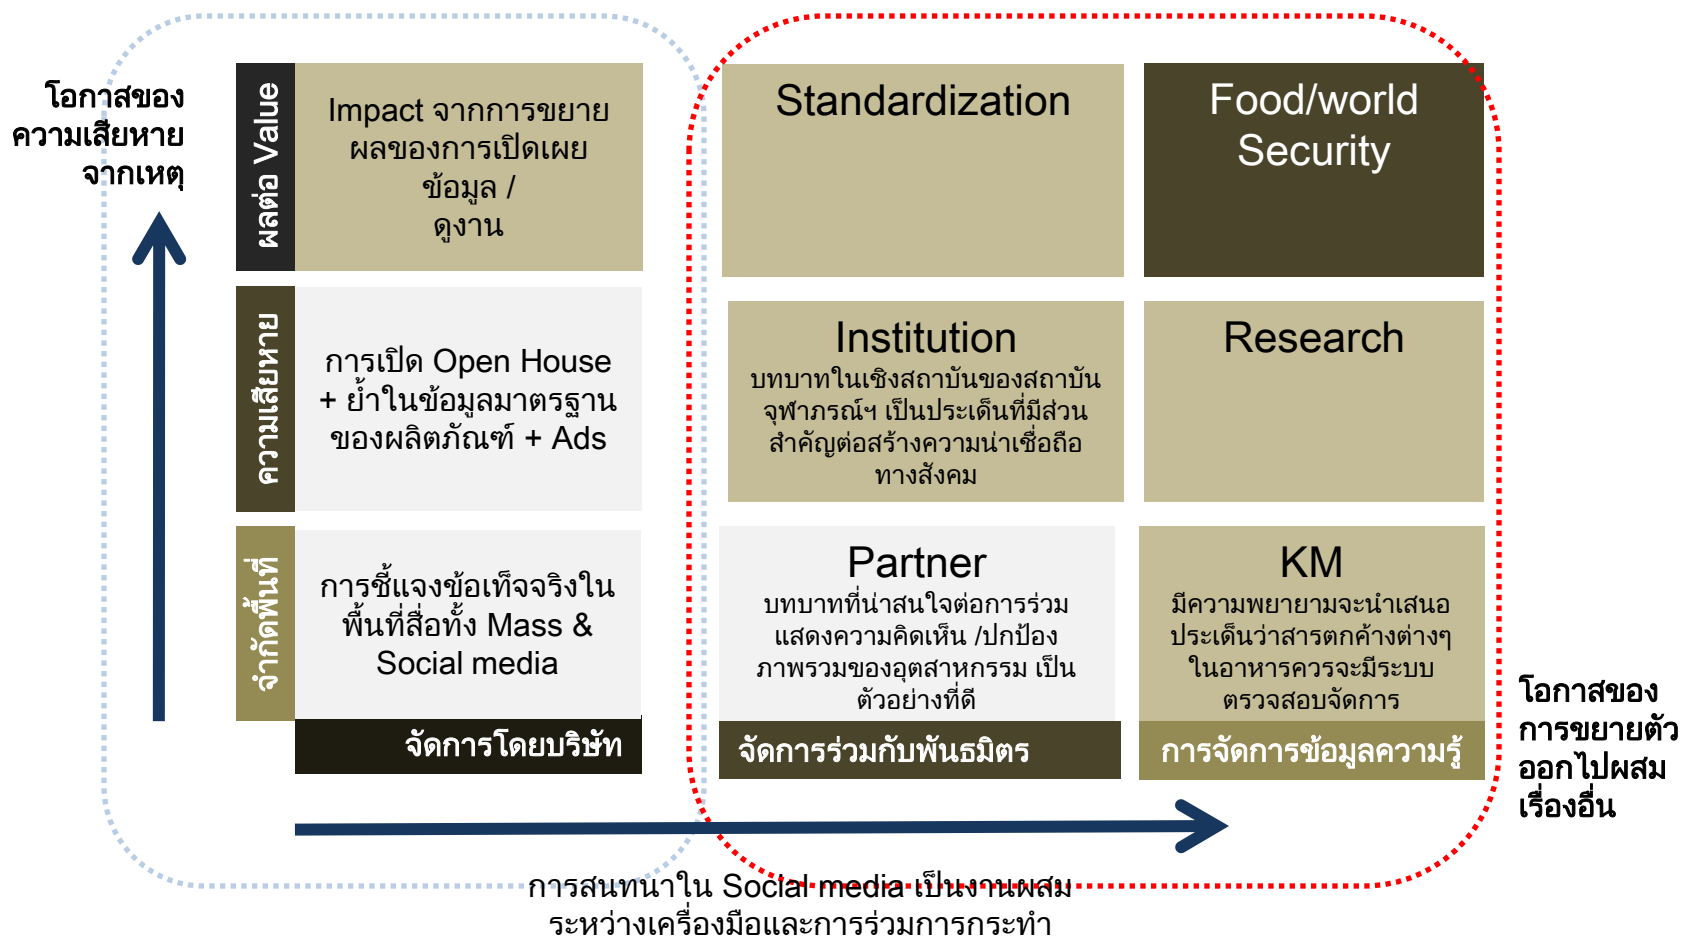 โอกาสของ
ความเสียหาย
จากเหตุ
ผลต่อ Value
Impact จากการขยาย
ผลของการเปิดเผย
ข้อมูล /
ดูงาน
Standardization
Food/world
Security
ความเสียหาย
การเปิด Open House
+ ย้ำในข้อมูลมาตรฐาน
ของผลิตภัณฑ์ + Ads
Institution
บทบาทในเชิงสถาบันของสถาบัน
จุฬาภรณ์ฯ เป็นประเด็นที่มีส่วน
สำคัญต่อสร้างความน่าเชื่อถือ
ทางสังคม
Research
จำกัดพื้นที่
การชี้แจงข้อเท็จจริงใน
พื้นที่สื่อทั้ง Mass &
Social media
Partner
บทบาทที่น่าสนใจต่อการร่วม
แสดงความคิดเห็น /ปกป้อง
ภาพรวมของอุตสาหกรรม เป็น
ตัวอย่างที่ดี
KM
มีความพยายามจะนำเสนอ
ประเด็นว่าสารตกค้างต่างๆ
ในอาหารควรจะมีระบบ
ตรวจสอบจัดการ
จัดการโดยบริษัท
จัดการร่วมกับพันธมิตร
การจัดการข้อมูลความรู้
โอกาสของ
การขยายตัว
ออกไปผสม
เรื่องอื่น
การสนทนาใน Social media เป็นงานผสม
ระหว่างเครื่องมือและการร่วมการกระทำ